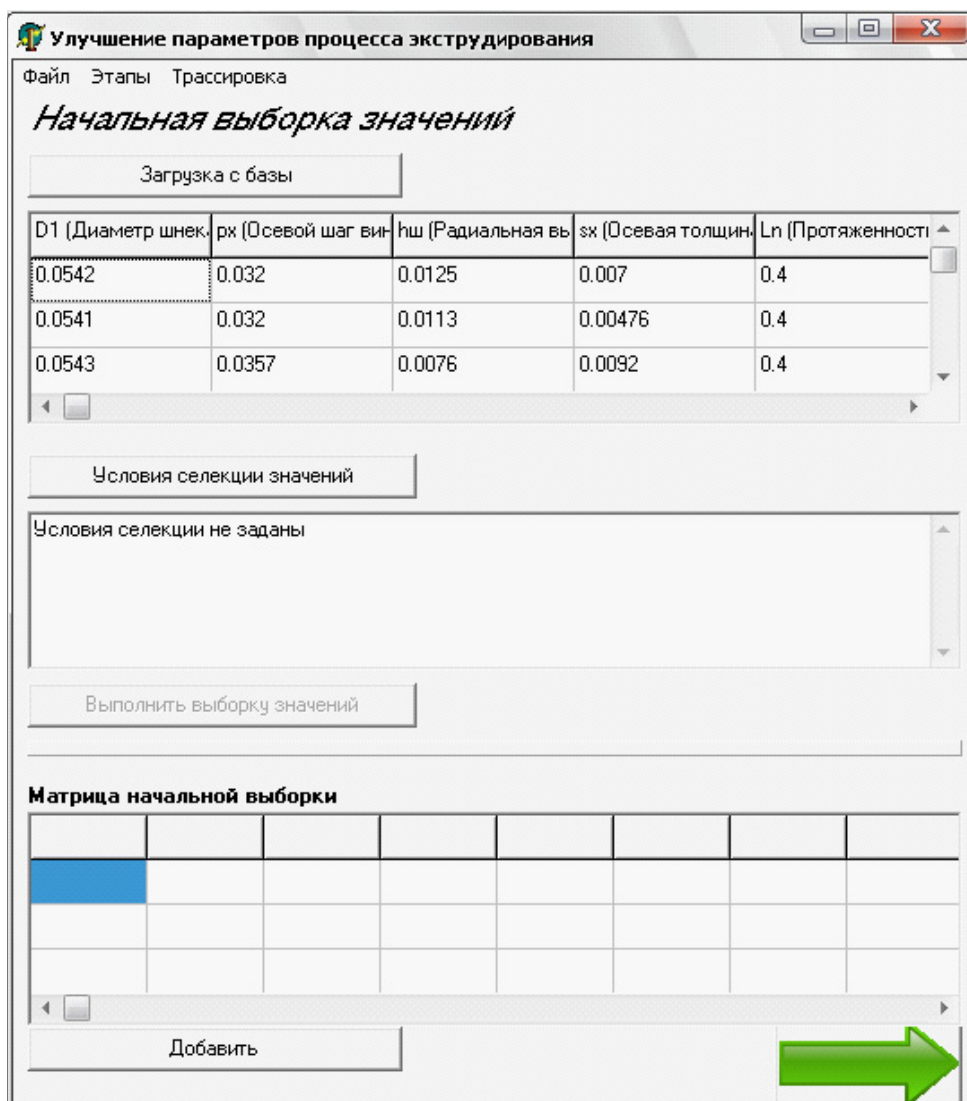 Улучшение параметров процесса экструдирования
Файл Этапы Трассировка
Начальная выборка значений
Загрузка с базы
D1 (Диаметр шнек px (Осевой шаг вин hш (Радиальная вы sx (Осевая толщин Ln (Протяженност
0.0542 0.032 0.0125 0.007 0.4
0.0541 0.032 0.0113 0.00476 0.4
0.0543 0.0357 0.0076 0.0092 0.4
Условия селекции значений
Условия селекции не заданы
Выполнить выборку значений
Матрица начальной выборки
Добавить